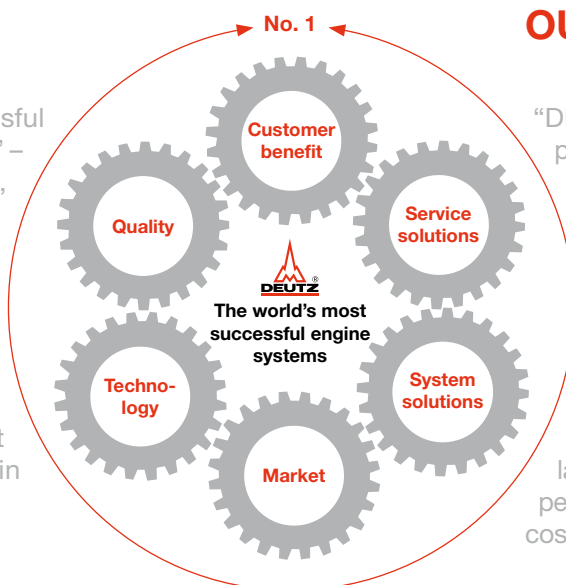 No. 1
OU
sful
“D
’ –
p
,
Customer
benefit
Quality
Service
solutions
DEUTZ
®
The world’s most
successful engine
systems
Techno-
logy
System
solutions
t
in
Market
la
pe
cos